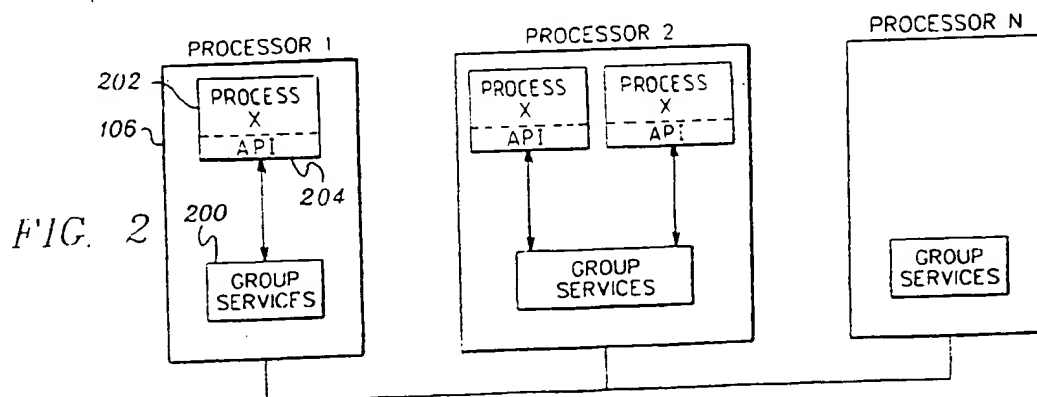 PROCESSOR 1
PROCESSOR 2
PROCESSOR N
202
PROCESS
X
API
PROCESS
X
API
PROCESS
X
API
106
204
200
FIG. 2
GROUP
SERVICES
GROUP
SERVICES
GROUP
SERVICES